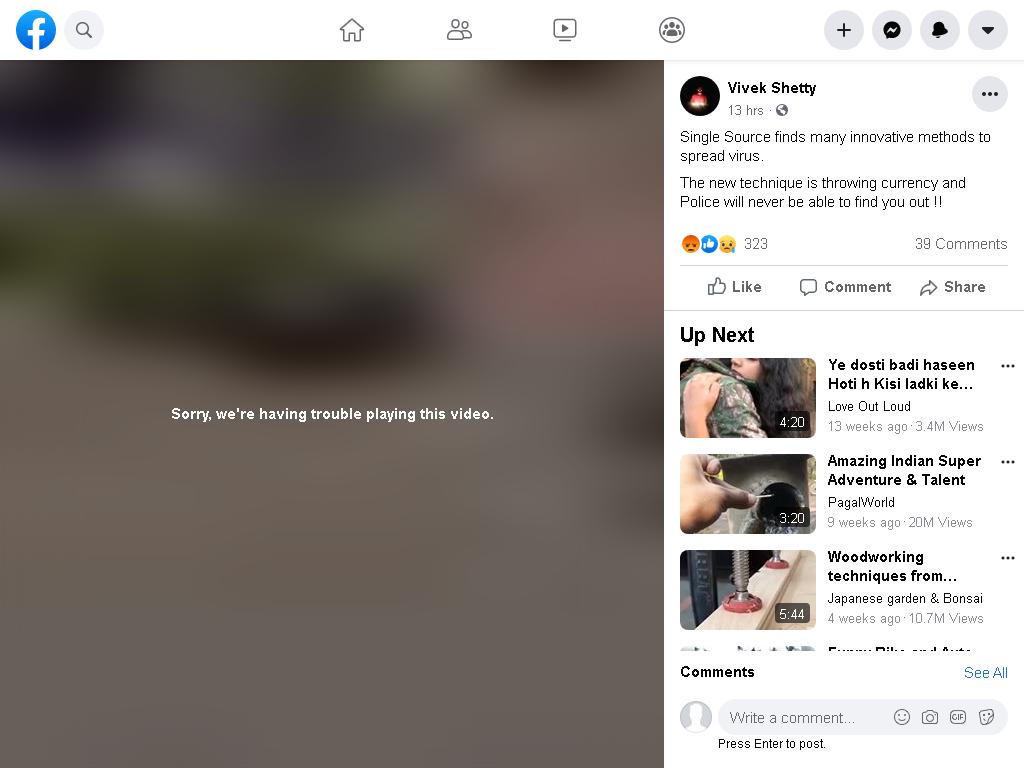 Vivek Shetty
13 hrs ·
Single Source finds many innovative methods to
spread virus.
The new technique is throwing currency and
Police will never be able to find you out !!
323
39 Comments
Like
Comment
Share
Sorry, we're having trouble playing this video.
Up Next
4:20
Ye dosti badi haseen
Hoti h Kisi ladki ke...
Love Out Loud
13 weeks ago · 3.4M Views
3:20
Amazing Indian Super
Adventure & Talent
PagalWorld
9 weeks ago · 20M Views
5:44
Woodworking
techniques from...
Japanese garden & Bonsai
4 weeks ago · 10.7M Views
Funny Bike and Auto
Comments
See All
Write a comment...
GIF
Press Enter to post.